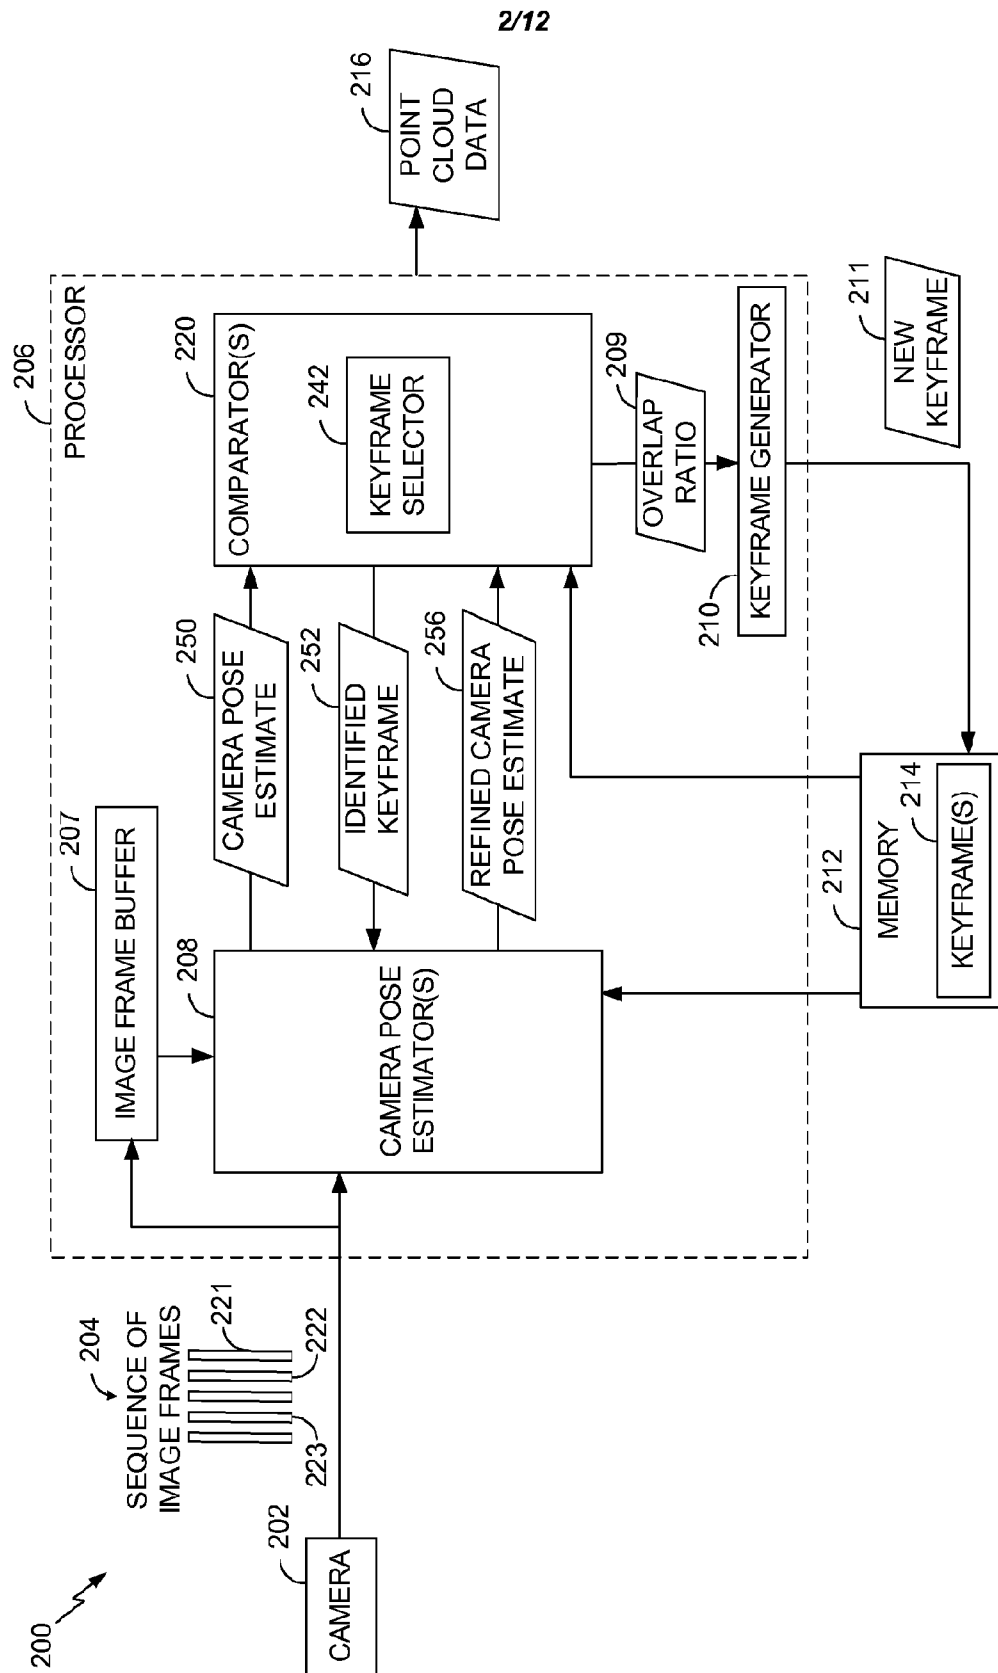 2/12
200
CAMERA
202
SEQUENCE OF
IMAGE FRAMES
204
221
222
223
206
PROCESSOR
IMAGE FRAME BUFFER
207
CAMERA POSE
ESTIMATOR(S)
208
CAMERA POSE
ESTIMATE
250
IDENTIFIED
KEYFRAME
252
REFINED CAMERA
POSE ESTIMATE
256
COMPARATOR(S)
220
KEYFRAME
SELECTOR
242
OVERLAP
RATIO
209
KEYFRAME GENERATOR
210
POINT
CLOUD
DATA
216
NEW
KEYFRAME
211
MEMORY
212
KEYFRAME(S)
214